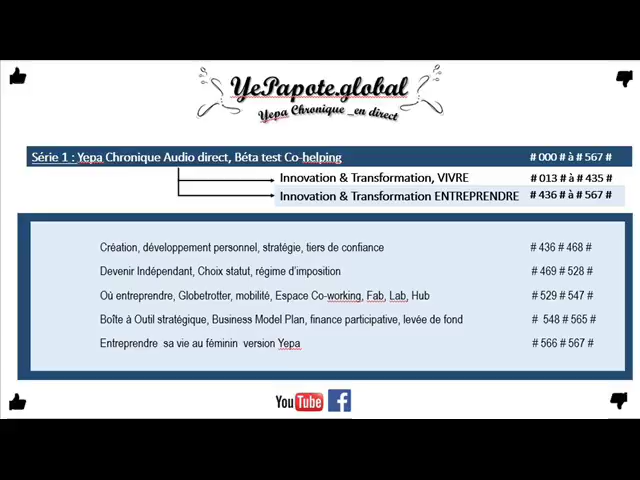 YePapote.global
Yepa Chronique _en direct
Série 1 : Yepa Chronique Audio direct, Béta test Co-helping # 000 # à # 567 #
Innovation & Transformation, VIVRE # 013 # à # 435 #
Innovation & Transformation ENTREPRENDRE # 436 # à # 567 #
Création, développement personnel, stratégie, tiers de confiance # 436 # 468 #
Devenir Indépendant, Choix statut, régime d'imposition # 469 # 528 #
Où entreprendre, Globetrotter, mobilité, Espace Co-working, Fab, Lab, Hub # 529 # 547 #
Boîte à Outil stratégique, Business Model Plan, finance participative, levée de fond # 548 # 565 #
Entreprendre sa vie au féminin version Yepa # 566 # 567 #
YouTube f